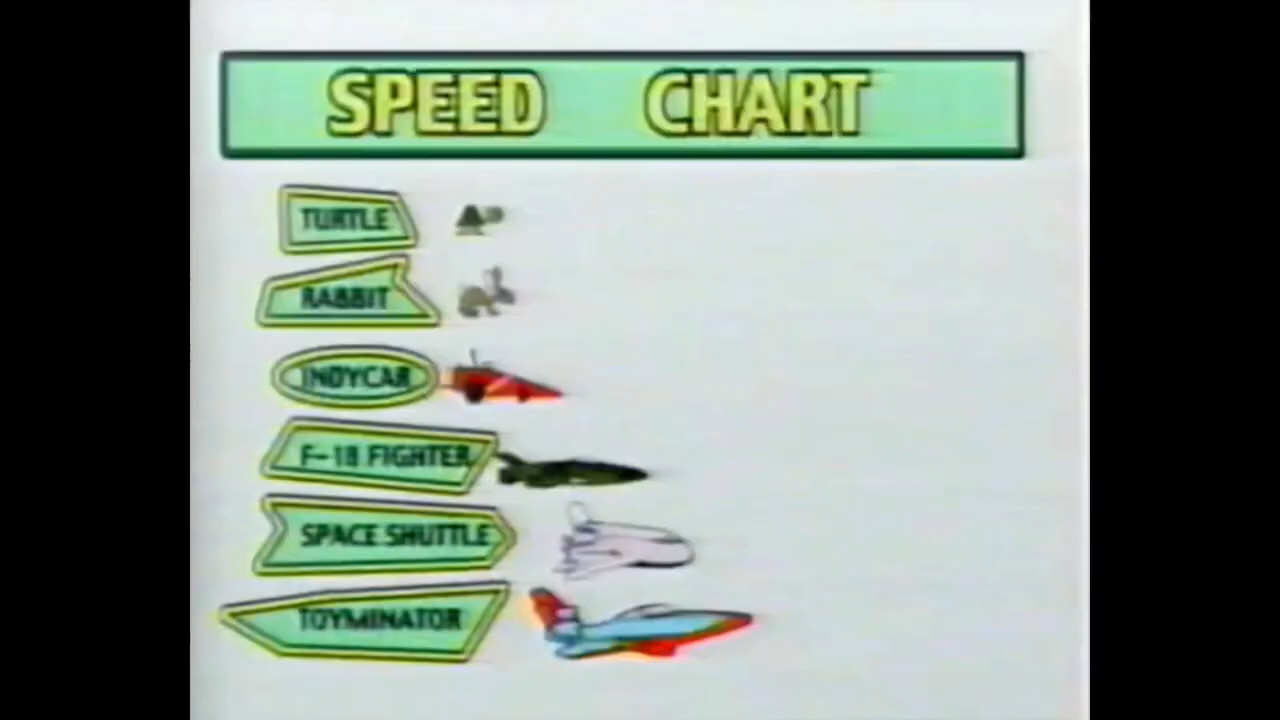 SPEED CHART
TURTLE
RABBIT
INDYCAR
F-18 FIGHTER
SPACE SHUTTLE
TOYMINATOR